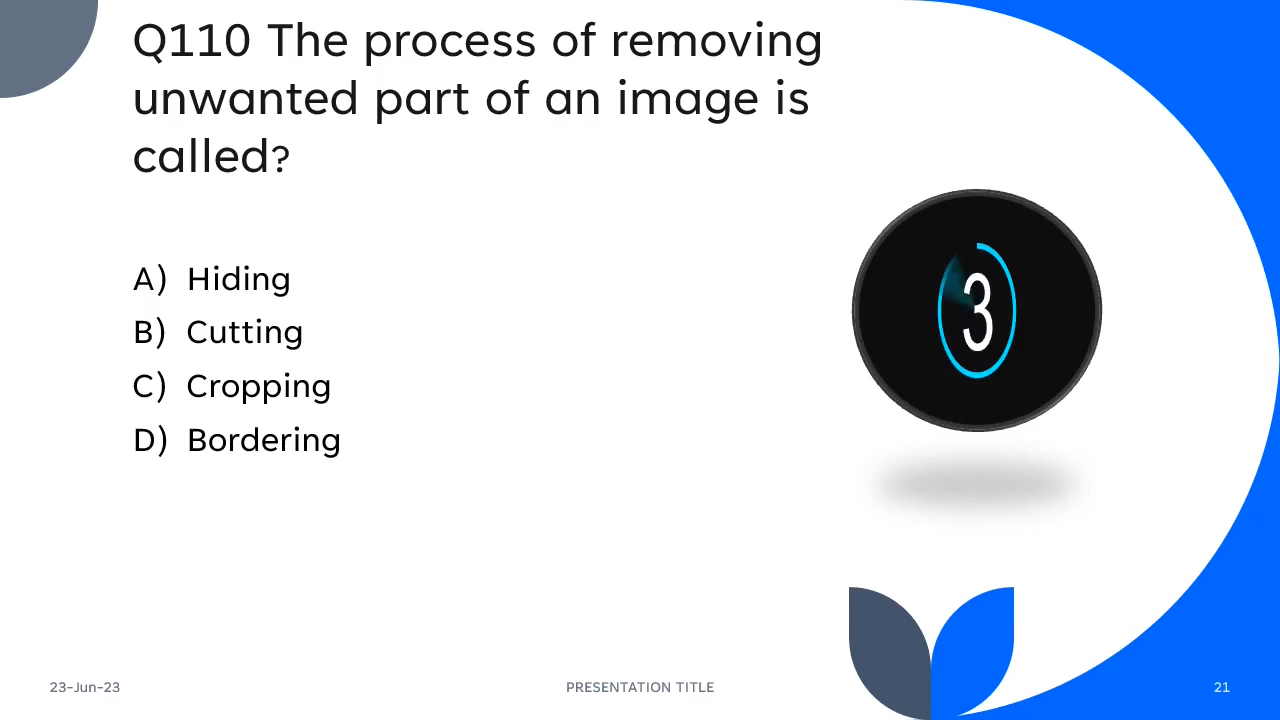 Q110 The process of removing
unwanted part of an image is
called?
A) Hiding
B) Cutting
C) Cropping
D) Bordering
3
23-Jun-23
PRESENTATION TITLE
21